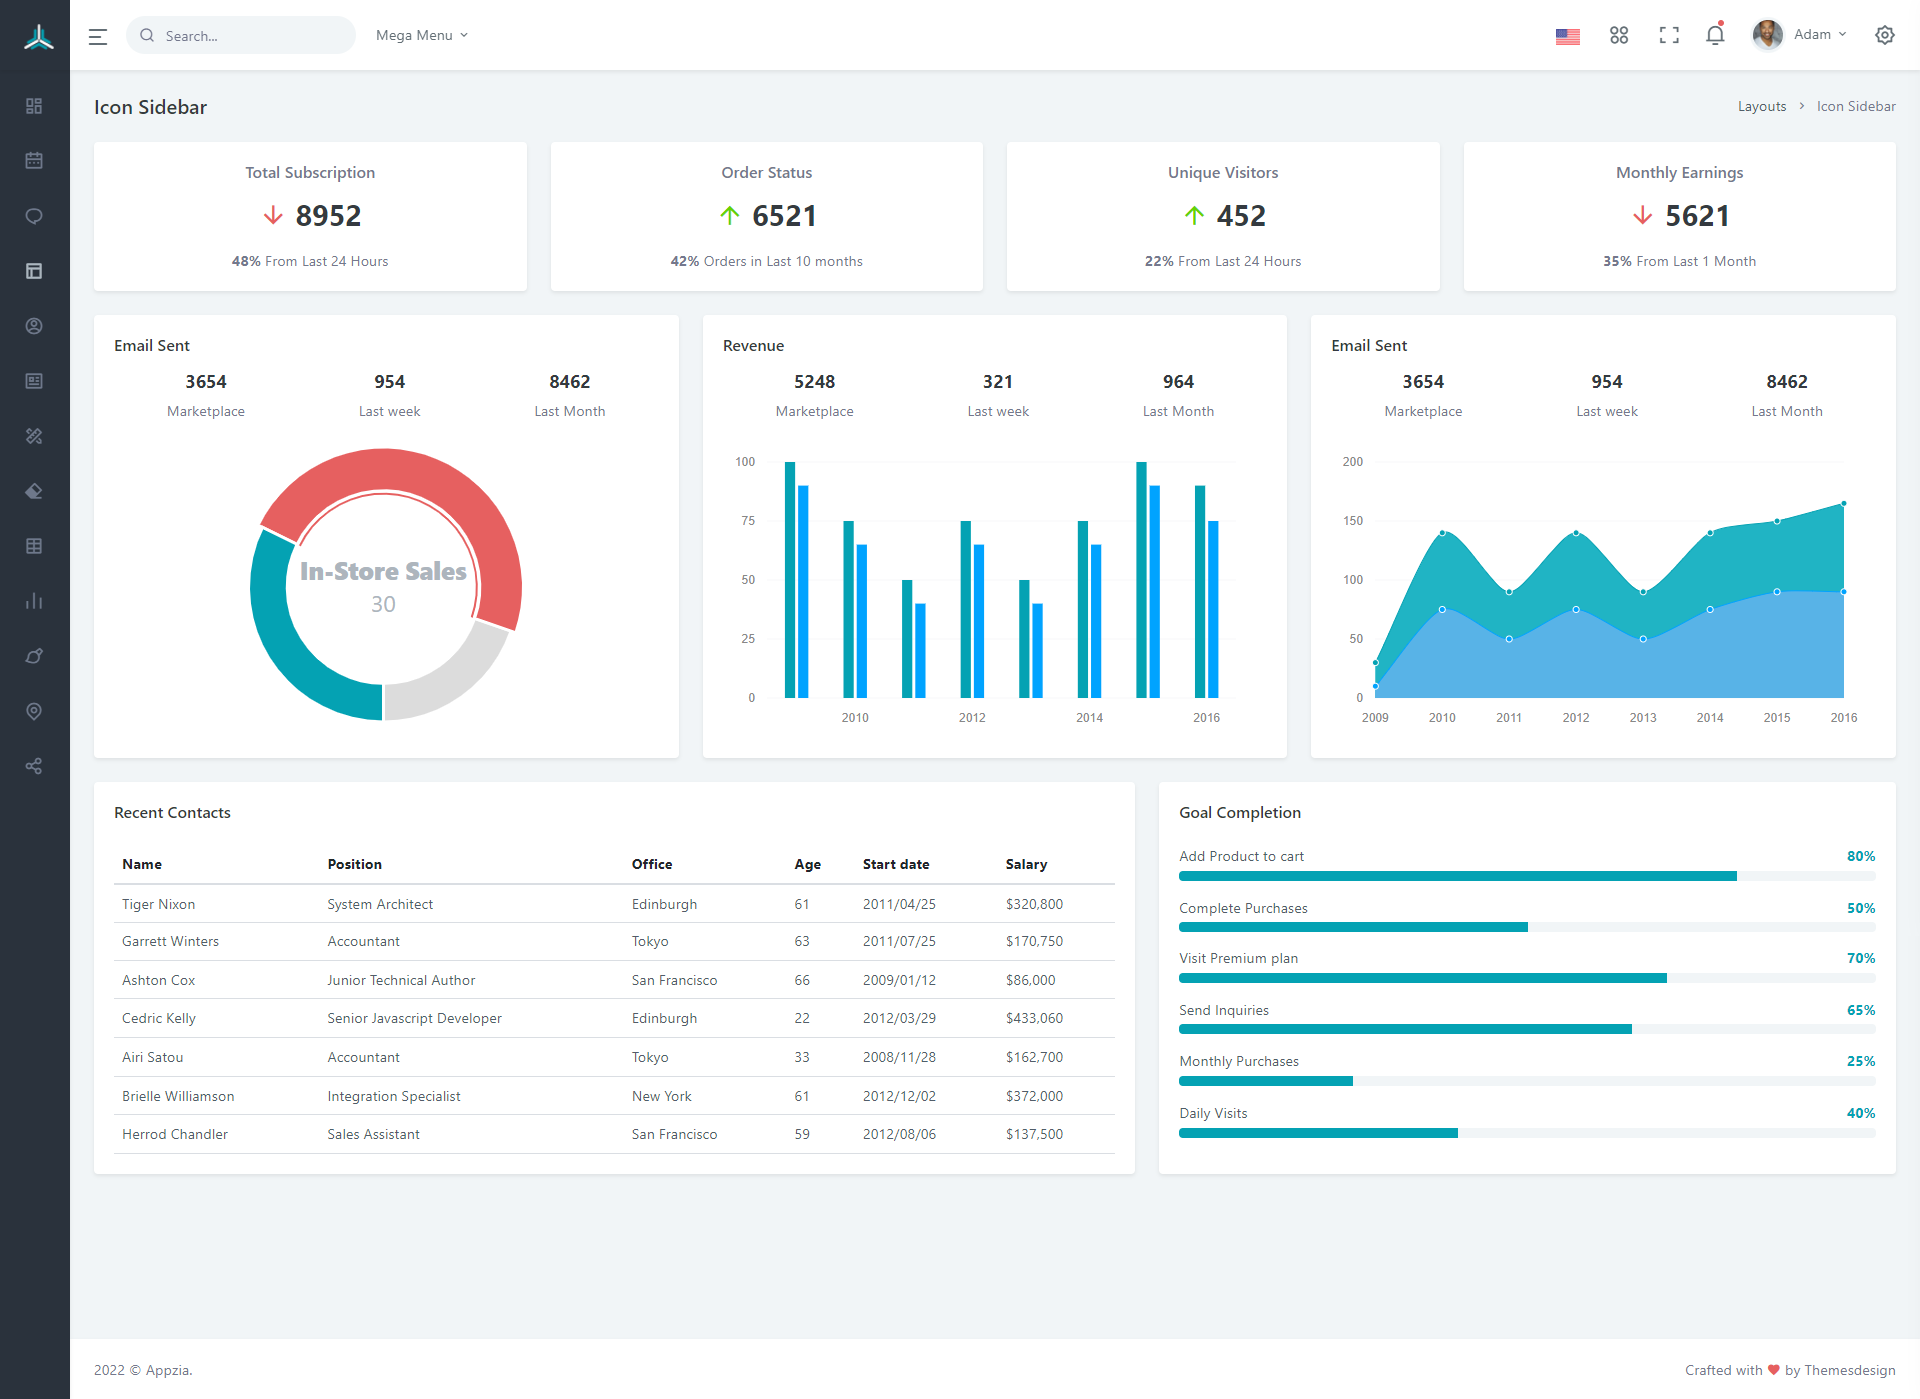 Search...
Mega Menu
Adam
Icon Sidebar
Layouts
Icon Sidebar
Total Subscription
8952
48% From Last 24 Hours
Order Status
6521
42% Orders in Last 10 months
Unique Visitors
452
22% From Last 24 Hours
Monthly Earnings
5621
35% From Last 1 Month
Email Sent
3654 954 8462
Marketplace Last week Last Month
In-Store Sales
30
Revenue
5248 321 964
Marketplace Last week Last Month
100
75
50
25
0
2010 2012 2014 2016
Email Sent
3654 954 8462
Marketplace Last week Last Month
200
150
100
50
0
2009 2010 2011 2012 2013 2014 2015 2016
Recent Contacts
Name Position Office Age Start date Salary
Tiger Nixon System Architect Edinburgh 61 2011/04/25 $320,800
Garrett Winters Accountant Tokyo 63 2011/07/25 $170,750
Ashton Cox Junior Technical Author San Francisco 66 2009/01/12 $86,000
Cedric Kelly Senior Javascript Developer Edinburgh 22 2012/03/29 $433,060
Airi Satou Accountant Tokyo 33 2008/11/28 $162,700
Brielle Williamson Integration Specialist New York 61 2012/12/02 $372,000
Herrod Chandler Sales Assistant San Francisco 59 2012/08/06 $137,500
Goal Completion
Add Product to cart 80%
Complete Purchases 50%
Visit Premium plan 70%
Send Inquiries 65%
Monthly Purchases 25%
Daily Visits 40%
2022 © Appzia.
Crafted with ❤ by Themesdesign